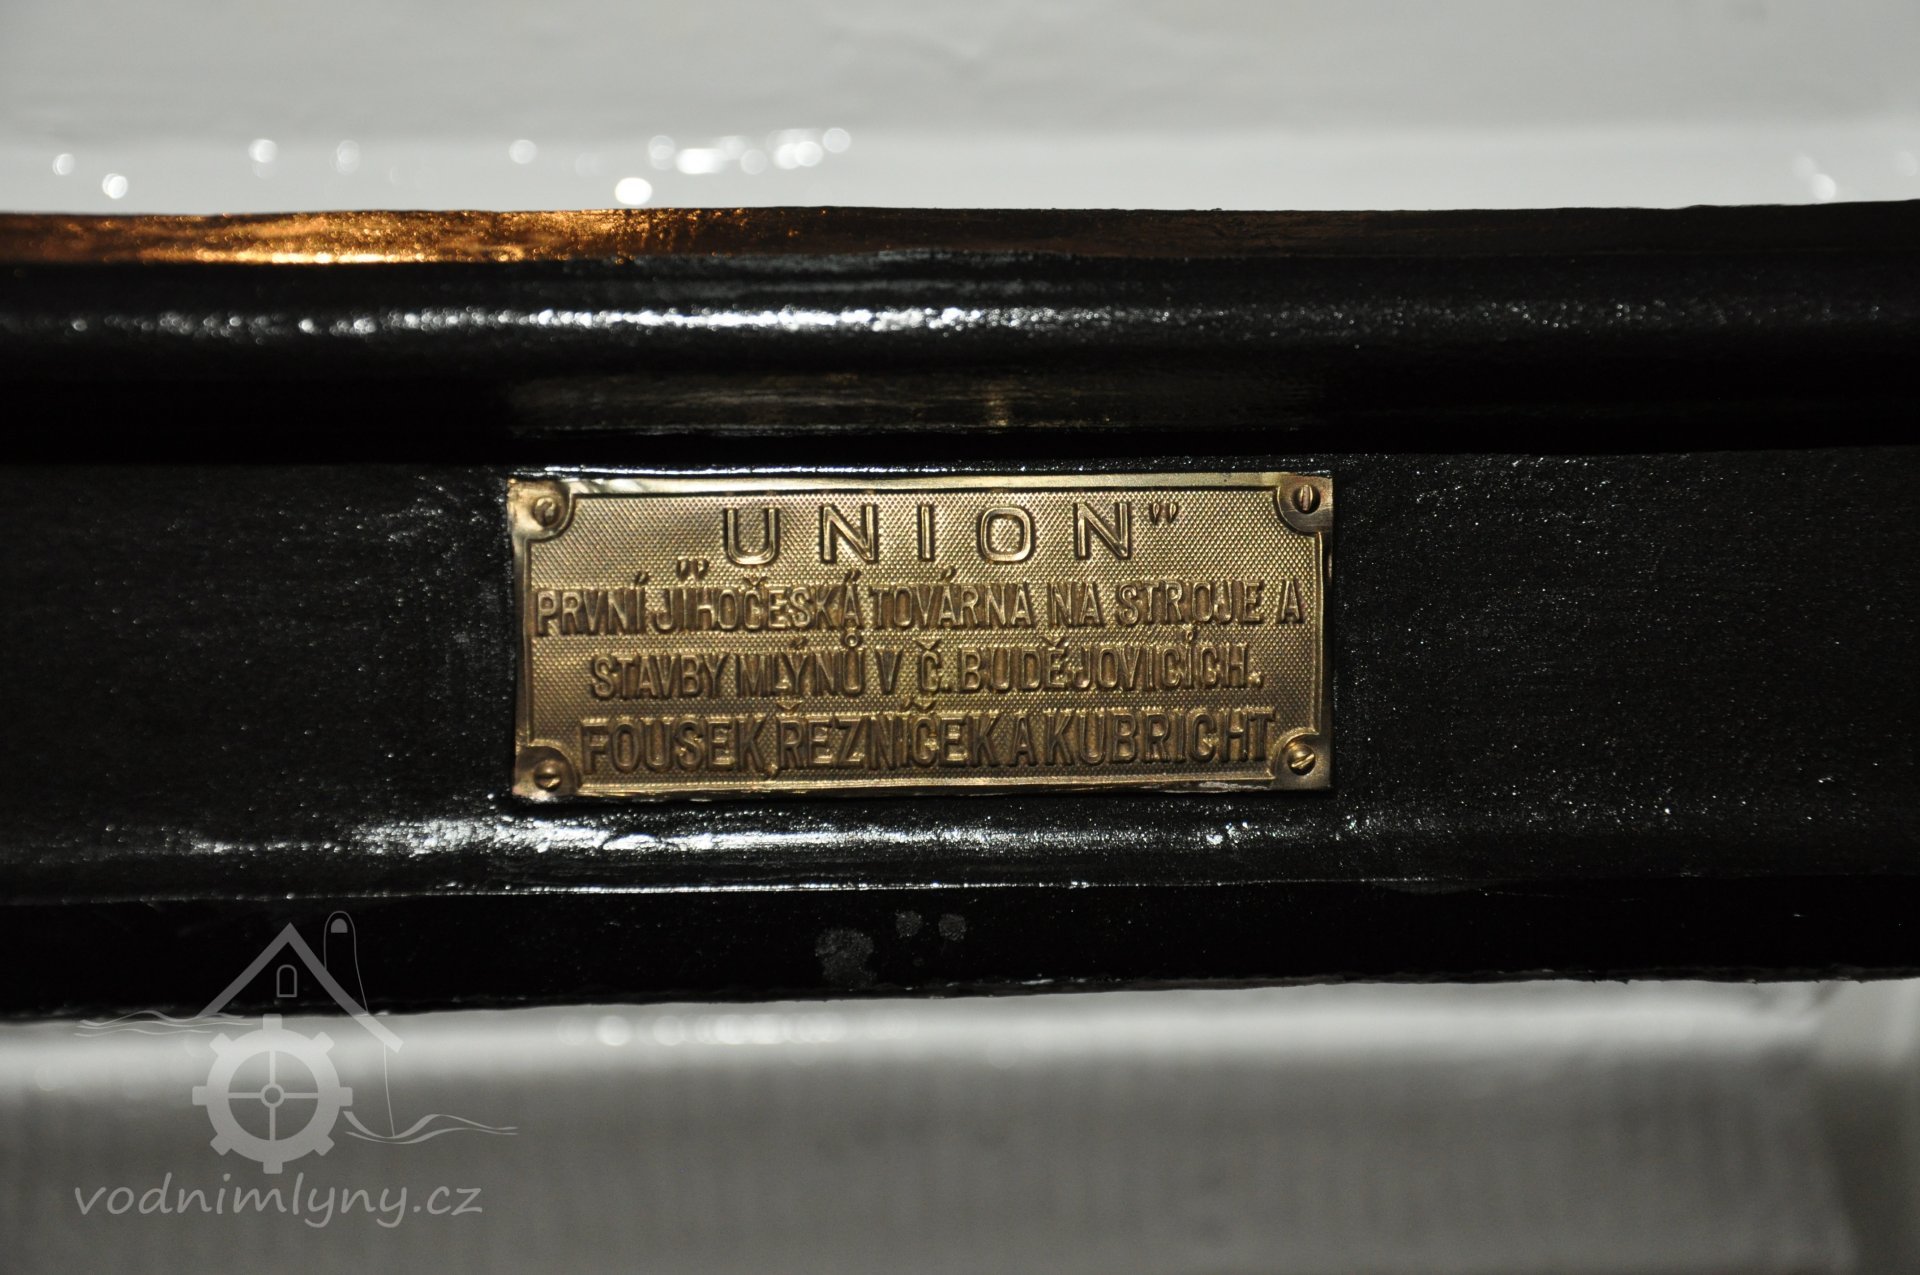 „UNION"
PRVNÍ JIHOČESKÁ TOVÁRNA NA STROJE A
STAVBY MLÝNŮ V Č. BUDĚJOVICÍCH.
FOUSEK, ŘEZNÍČEK A KUBRICHT
vodnimlyny.cz